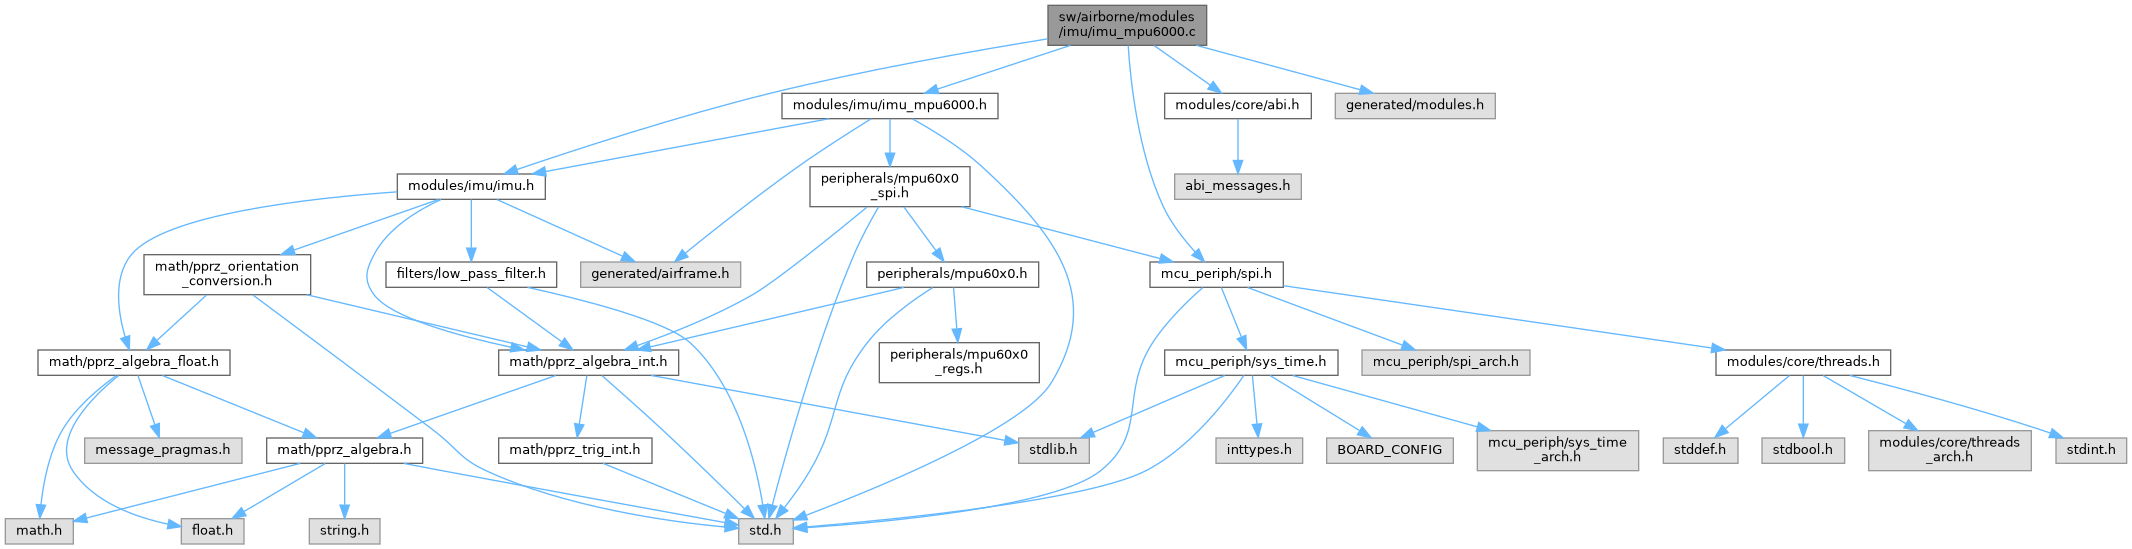 sw/airborne/modules
/imu/imu_mpu6000.c
modules/imu/imu_mpu6000.h
modules/core/abi.h
generated/modules.h
modules/imu/imu.h
peripherals/mpu60x0
_spi.h
abi_messages.h
math/pprz_orientation
_conversion.h
filters/low_pass_filter.h
generated/airframe.h
peripherals/mpu60x0.h
mcu_periph/spi.h
math/pprz_algebra_float.h
math/pprz_algebra_int.h
peripherals/mpu60x0
_regs.h
mcu_periph/sys_time.h
mcu_periph/spi_arch.h
modules/core/threads.h
message_pragmas.h
math/pprz_algebra.h
math/pprz_trig_int.h
stdlib.h
inttypes.h
BOARD_CONFIG
mcu_periph/sys_time
_arch.h
stddef.h
stdbool.h
modules/core/threads
_arch.h
stdint.h
math.h
float.h
string.h
std.h